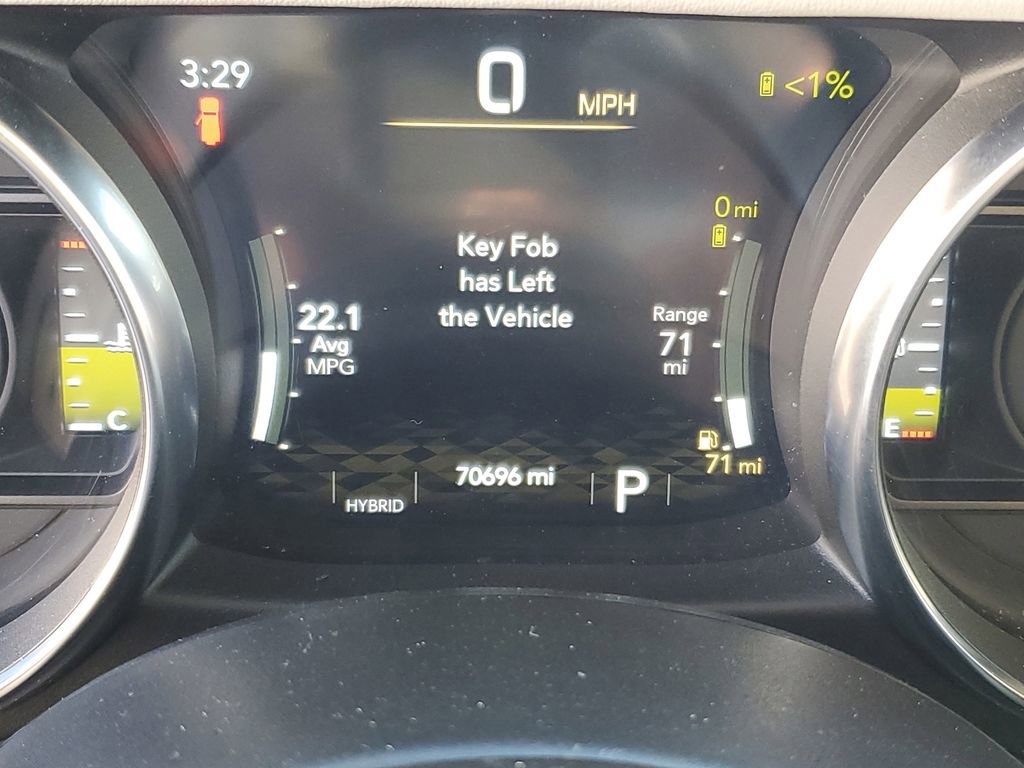 3:29
0 MPH
<1%
0 mi
Key Fob
has Left
the Vehicle
22.1
Avg
MPG
Range
71
mi
71 mi
HYBRID
70696 mi
P
C
E